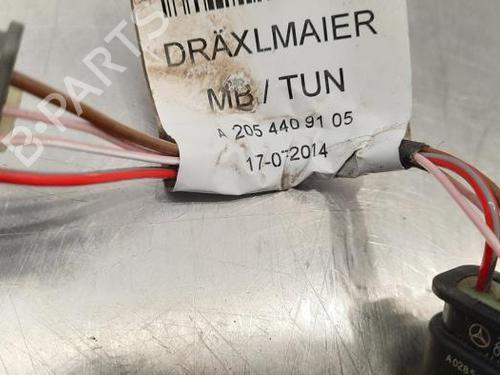 DRÄXLMAIER
MB / TUN
A 205 440 91 05
17-07-2014
B-PARTS